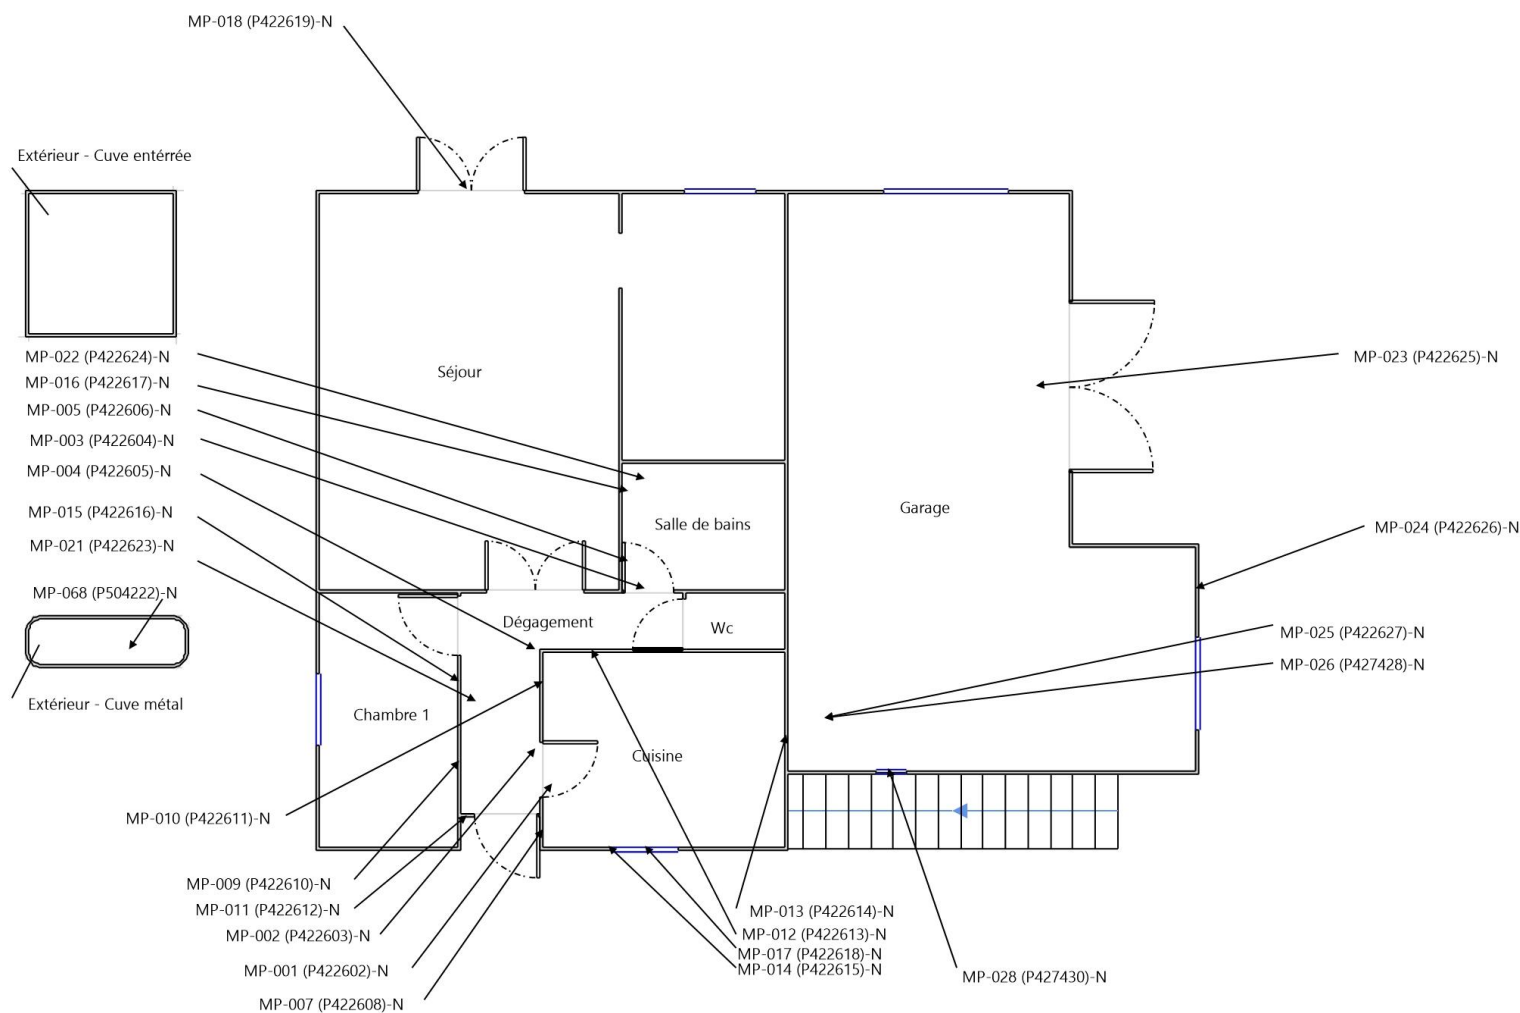 MP-018 (P422619)-N
Extérieur - Cuve entérrée
MP-022 (P422624)-N
MP-016 (P422617)-N
MP-005 (P422606)-N
MP-003 (P422604)-N
MP-004 (P422605)-N
MP-015 (P422616)-N
MP-021 (P422623)-N
MP-068 (P504222)-N
Extérieur - Cuve métal
Séjour
Salle de bains
Garage
Dégagement
Wc
Chambre 1
Cuisine
MP-023 (P422625)-N
MP-024 (P422626)-N
MP-025 (P422627)-N
MP-026 (P427428)-N
MP-010 (P422611)-N
MP-009 (P422610)-N
MP-011 (P422612)-N
MP-002 (P422603)-N
MP-001 (P422602)-N
MP-007 (P422608)-N
MP-013 (P422614)-N
MP-012 (P422613)-N
MP-017 (P422618)-N
MP-014 (P422615)-N
MP-028 (P427430)-N